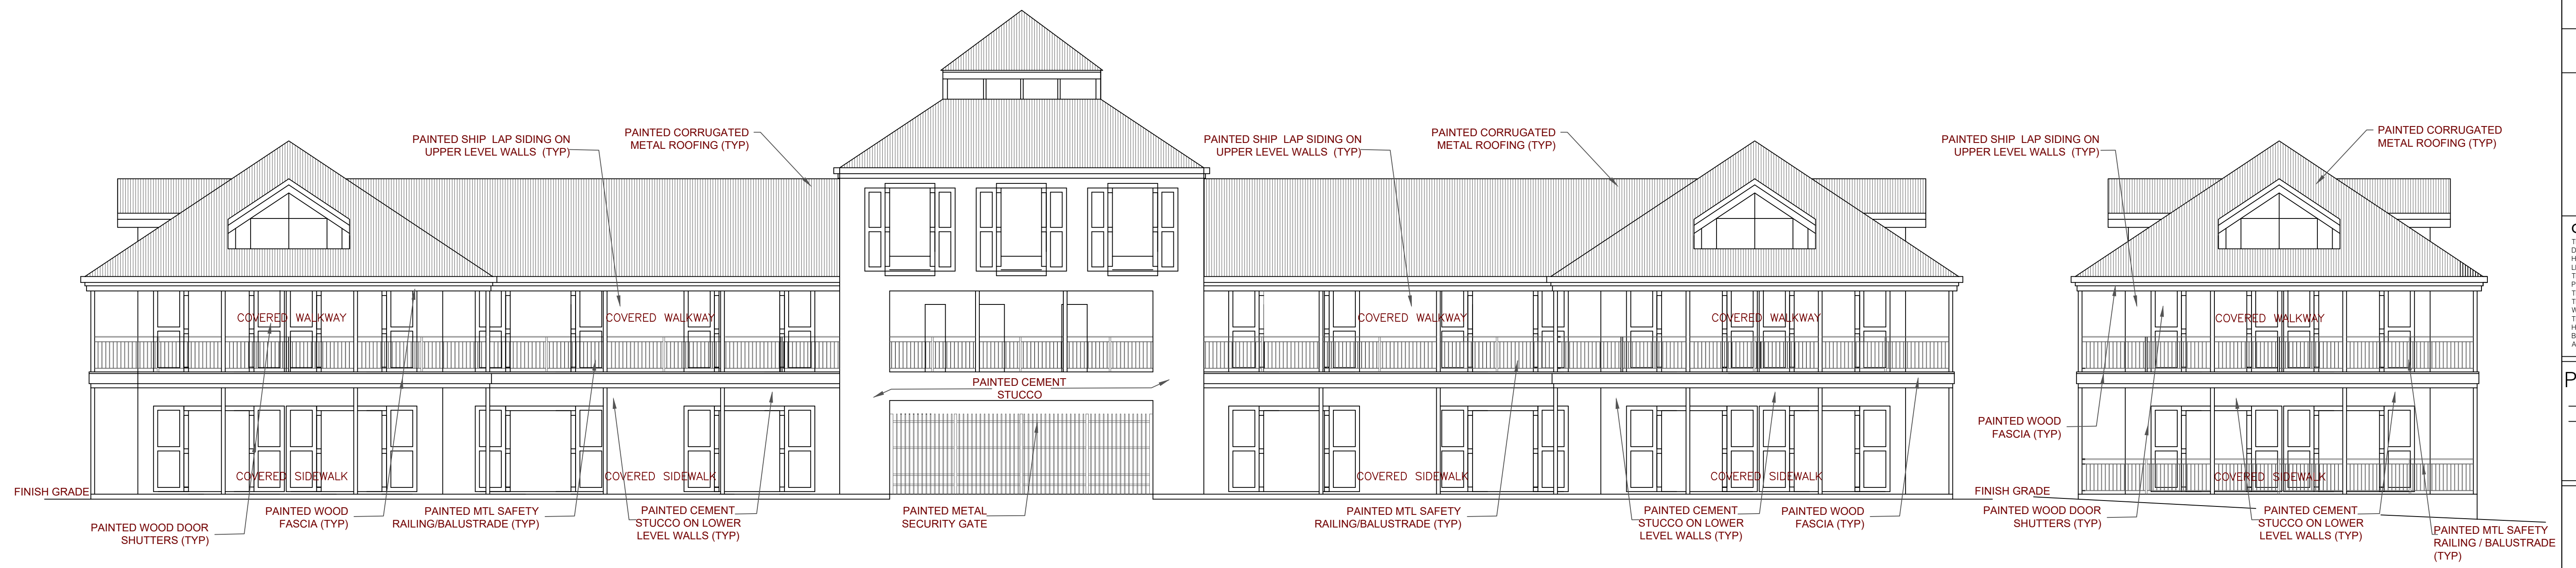 PAINTED SHIP LAP SIDING ON
UPPER LEVEL WALLS (TYP)
PAINTED CORRUGATED
METAL ROOFING (TYP)
PAINTED SHIP LAP SIDING ON
UPPER LEVEL WALLS (TYP)
PAINTED CORRUGATED
METAL ROOFING (TYP)
PAINTED SHIP LAP SIDING ON
UPPER LEVEL WALLS (TYP)
PAINTED CORRUGATED
METAL ROOFING (TYP)
COVERED WALKWAY
COVERED WALKWAY
COVERED WALKWAY
COVERED WALKWAY
COVERED WALKWAY
PAINTED CEMENT
STUCCO
PAINTED WOOD
FASCIA (TYP)
COVERED SIDEWALK
COVERED SIDEWALK
COVERED SIDEWALK
COVERED SIDEWALK
COVERED SIDEWALK
FINISH GRADE
FINISH GRADE
PAINTED WOOD DOOR
SHUTTERS (TYP)
PAINTED WOOD
FASCIA (TYP)
PAINTED MTL SAFETY
RAILING/BALUSTRADE (TYP)
PAINTED CEMENT
STUCCO ON LOWER
LEVEL WALLS (TYP)
PAINTED METAL
SECURITY GATE
PAINTED MTL SAFETY
RAILING/BALUSTRADE (TYP)
PAINTED CEMENT
STUCCO ON LOWER
LEVEL WALLS (TYP)
PAINTED WOOD
FASCIA (TYP)
PAINTED WOOD DOOR
SHUTTERS (TYP)
PAINTED CEMENT
STUCCO ON LOWER
LEVEL WALLS (TYP)
PAINTED MTL SAFETY
RAILING / BALUSTRADE
(TYP)